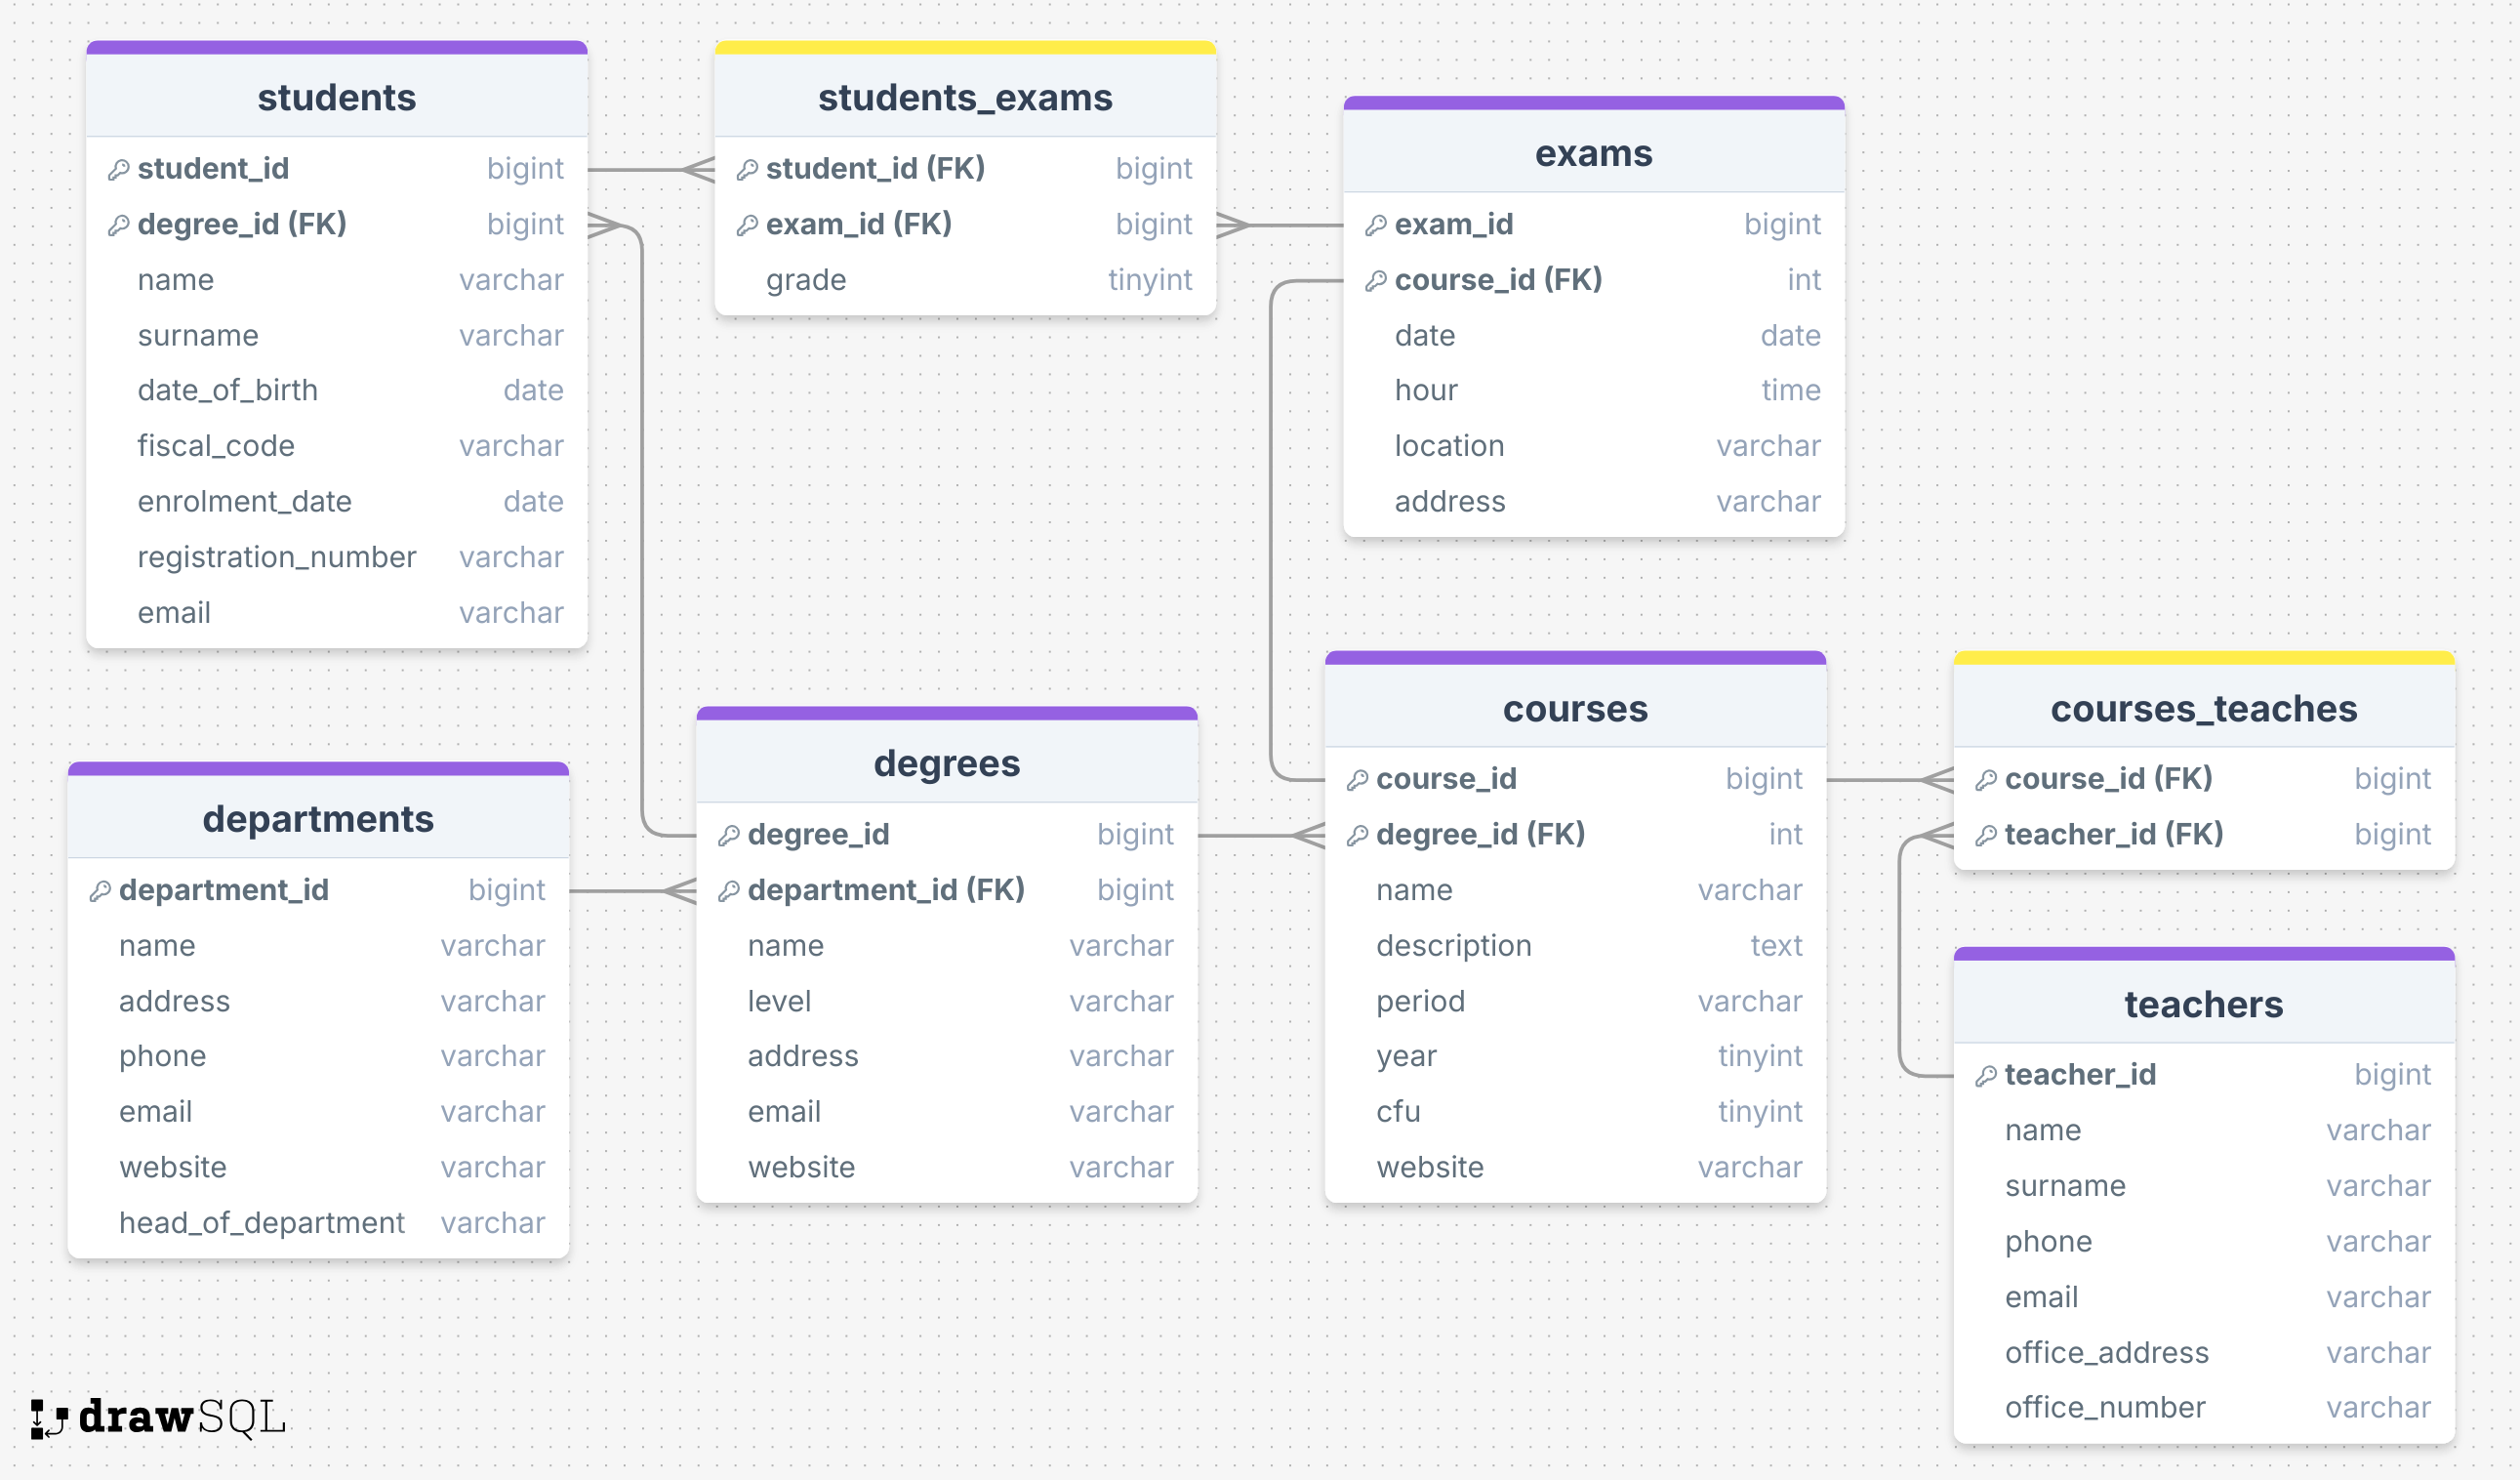 students
student_id bigint
degree_id (FK) bigint
name varchar
surname varchar
date_of_birth date
fiscal_code varchar
enrolment_date date
registration_number varchar
email varchar
students_exams
student_id (FK) bigint
exam_id (FK) bigint
grade tinyint
exams
exam_id bigint
course_id (FK) int
date date
hour time
location varchar
address varchar
departments
department_id bigint
name varchar
address varchar
phone varchar
email varchar
website varchar
head_of_department varchar
degrees
degree_id bigint
department_id (FK) bigint
name varchar
level varchar
address varchar
email varchar
website varchar
courses
course_id bigint
degree_id (FK) int
name varchar
description text
period varchar
year tinyint
cfu tinyint
website varchar
courses_teaches
course_id (FK) bigint
teacher_id (FK) bigint
teachers
teacher_id bigint
name varchar
surname varchar
phone varchar
email varchar
office_address varchar
office_number varchar
drawSQL